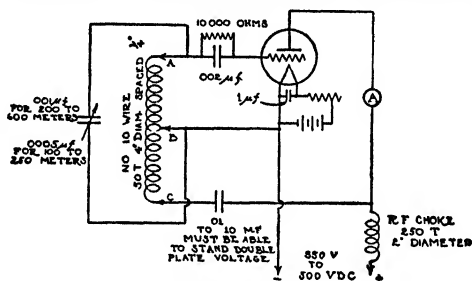 10000 OHMS
.002 µf
A
1 µf
A
.001 µf
FOR 200 TO
600 METERS
.0005 µf
FOR 100 TO
250 METERS
NO 10 WIRE
50T 4" DIAM. SPACED
B
C
.01
TO 10 MF
MUST BE ABLE
TO STAND DOUBLE
PLATE VOLTAGE
350 V
TO
500 VDC
RF CHOKE
250 T
2" DIAMETER
-
+